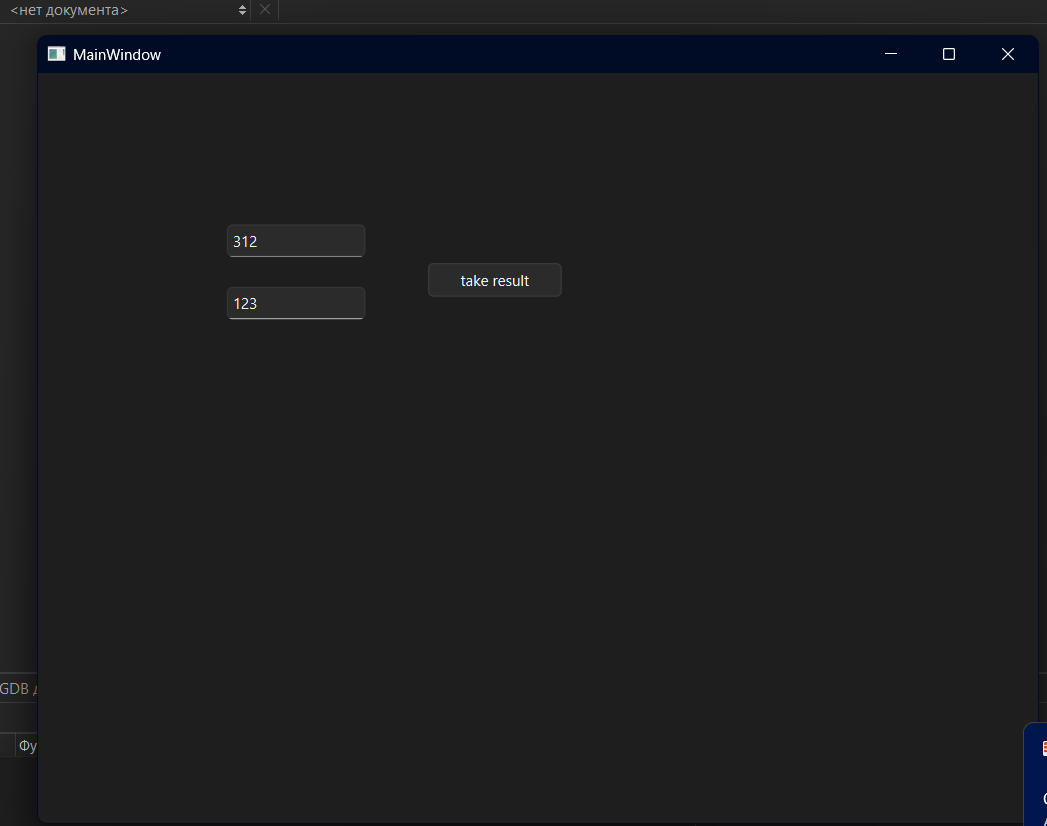 <нет документа>
MainWindow
312
take result
123
GDB